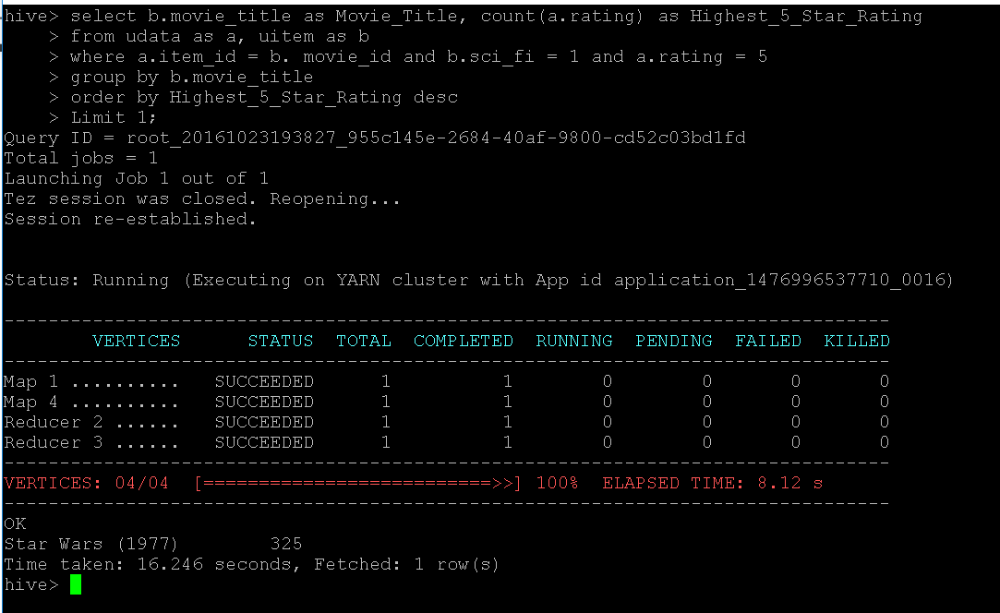 hive> select b.movie_title as Movie_Title, count(a.rating) as Highest_5_Star_Rating
    > from udata as a, uitem as b
    > where a.item_id = b. movie_id and b.sci_fi = 1 and a.rating = 5
    > group by b.movie_title
    > order by Highest_5_Star_Rating desc
    > Limit 1;
Query ID = root_20161023193827_955c145e-2684-40af-9800-cd52c03bd1fd
Total jobs = 1
Launching Job 1 out of 1
Tez session was closed. Reopening...
Session re-established.
Status: Running (Executing on YARN cluster with App id application_1476996537710_0016)
--------------------------------------------------------------------------------
        VERTICES      STATUS  TOTAL  COMPLETED  RUNNING  PENDING  FAILED  KILLED
--------------------------------------------------------------------------------
Map 1 ..........   SUCCEEDED      1          1        0        0       0       0
Map 4 ..........   SUCCEEDED      1          1        0        0       0       0
Reducer 2 ......   SUCCEEDED      1          1        0        0       0       0
Reducer 3 ......   SUCCEEDED      1          1        0        0       0       0
--------------------------------------------------------------------------------
VERTICES: 04/04  [==========================>>] 100%  ELAPSED TIME: 8.12 s
--------------------------------------------------------------------------------
OK
Star Wars (1977)        325
Time taken: 16.246 seconds, Fetched: 1 row(s)
hive>